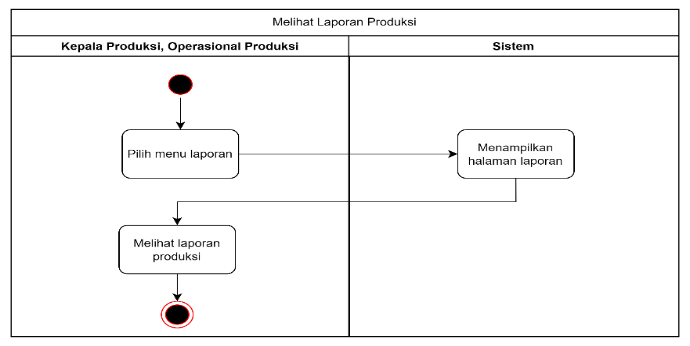 Melihat Laporan Produksi
Kepala Produksi, Operasional Produksi
Sistem
Pilih menu laporan
Menampilkan
halaman laporan
Melihat laporan
produksi